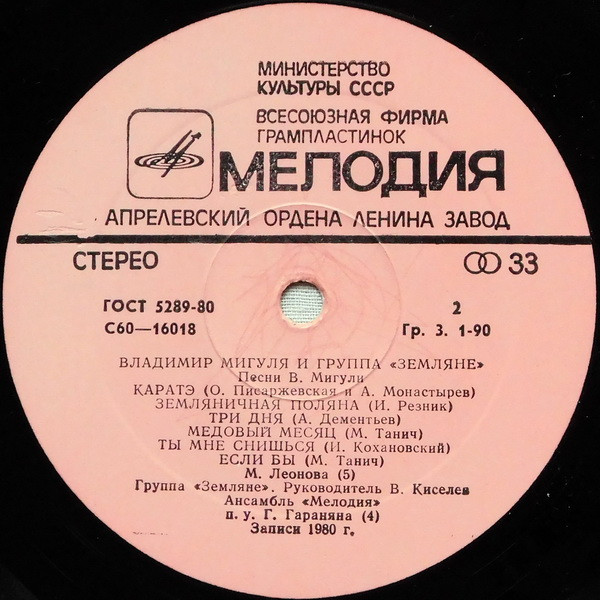 МИНИСТЕРСТВО
КУЛЬТУРЫ СССР
ВСЕСОЮЗНАЯ ФИРМА
ГРАМПЛАСТИНОК
МЕЛОДИЯ
АПРЕЛЕВСКИЙ ОРДЕНА ЛЕНИНА ЗАВОД
СТЕРЕО 33
ГОСТ 5289-80 2
С60—16018 Гр. 3. 1-90
ВЛАДИМИР МИГУЛЯ И ГРУППА «ЗЕМЛЯНЕ»
Песни В. Мигули
КАРАТЭ (О. Писаржевская и А. Монастырев)
ЗЕМЛЯНИЧНАЯ ПОЛЯНА (И. Резник)
ТРИ ДНЯ (А. Дементьев)
МЕДОВЫЙ МЕСЯЦ (М. Танич)
ТЫ МНЕ СНИШЬСЯ (И. Кохановский)
ЕСЛИ БЫ (М. Танич)
М. Леонова (5)
Группа «Земляне». Руководитель В. Киселев
Ансамбль «Мелодия»
п. у. Г. Гараняна (4)
Записи 1980 г.